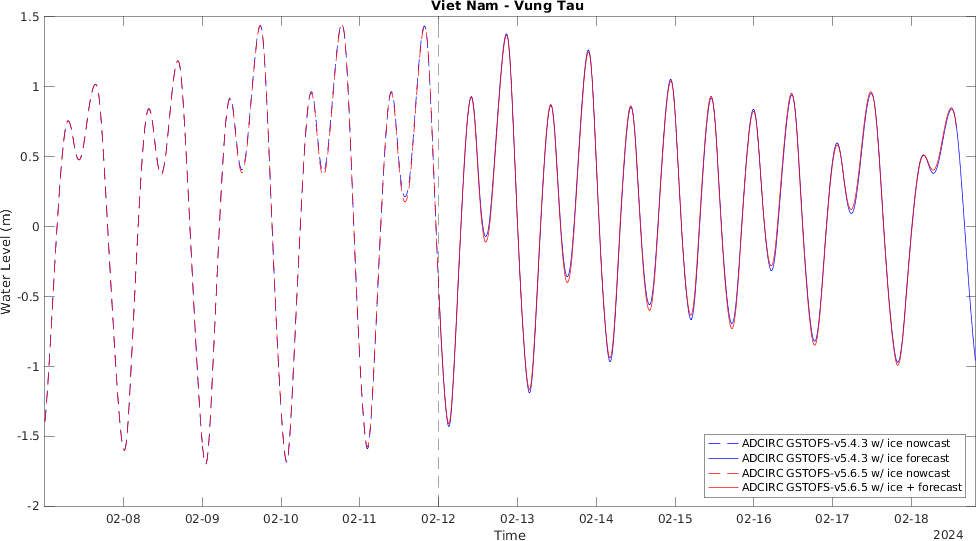 Viet Nam - Vung Tau
1.5
1
0.5
0
-0.5
-1
-1.5
-2
Water Level (m)
ADCIRC GSTOFS-v5.4.3 w/ ice nowcast
ADCIRC GSTOFS-v5.4.3 w/ ice forecast
ADCIRC GSTOFS-v5.6.5 w/ ice nowcast
ADCIRC GSTOFS-v5.6.5 w/ ice + forecast
02-08 02-09 02-10 02-11 02-12 02-13 02-14 02-15 02-16 02-17 02-18
Time
2024